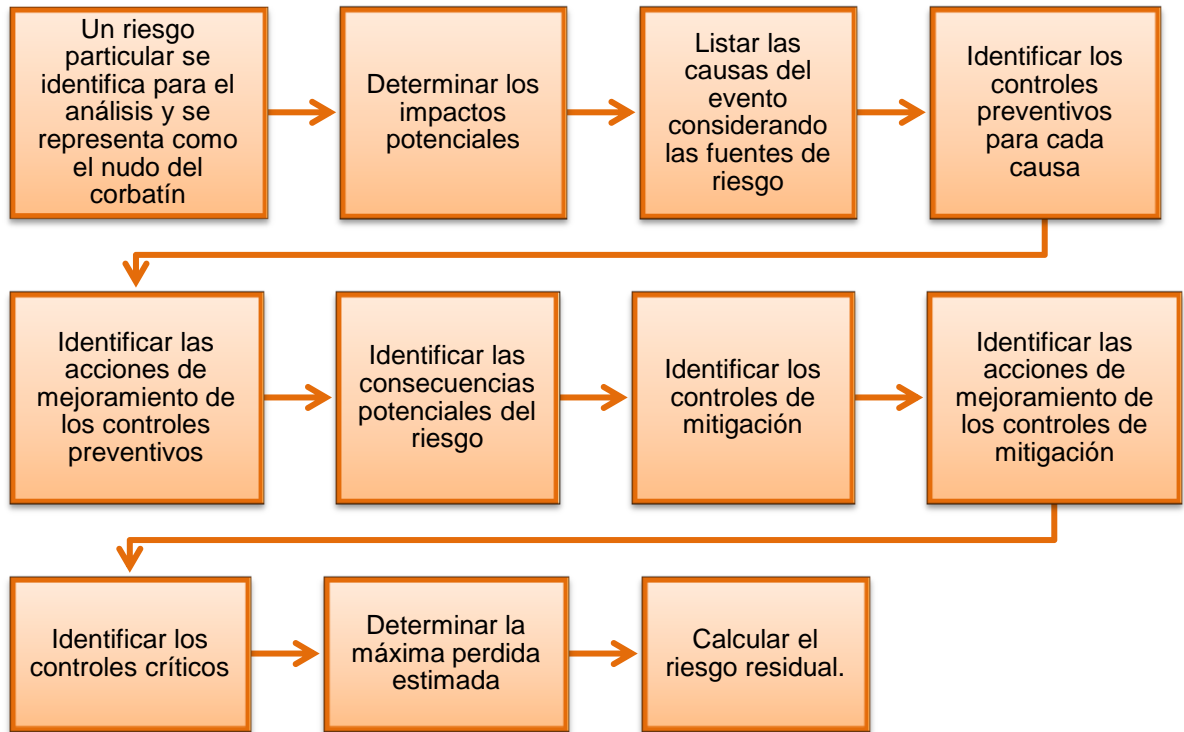 Un riesgo
particular se
identifica para el
análisis y se
representa como
el nudo del
corbatín
Determinar los
impactos
potenciales
Listar las
causas del
evento
considerando
las fuentes de
riesgo
Identificar los
controles
preventivos
para cada
causa
Identificar las
acciones de
mejoramiento de
los controles
preventivos
Identificar las
consecuencias
potenciales del
riesgo
Identificar los
controles de
mitigación
Identificar las
acciones de
mejoramiento de
los controles de
mitigación
Identificar los
controles críticos
Determinar la
máxima perdida
estimada
Calcular el
riesgo residual.